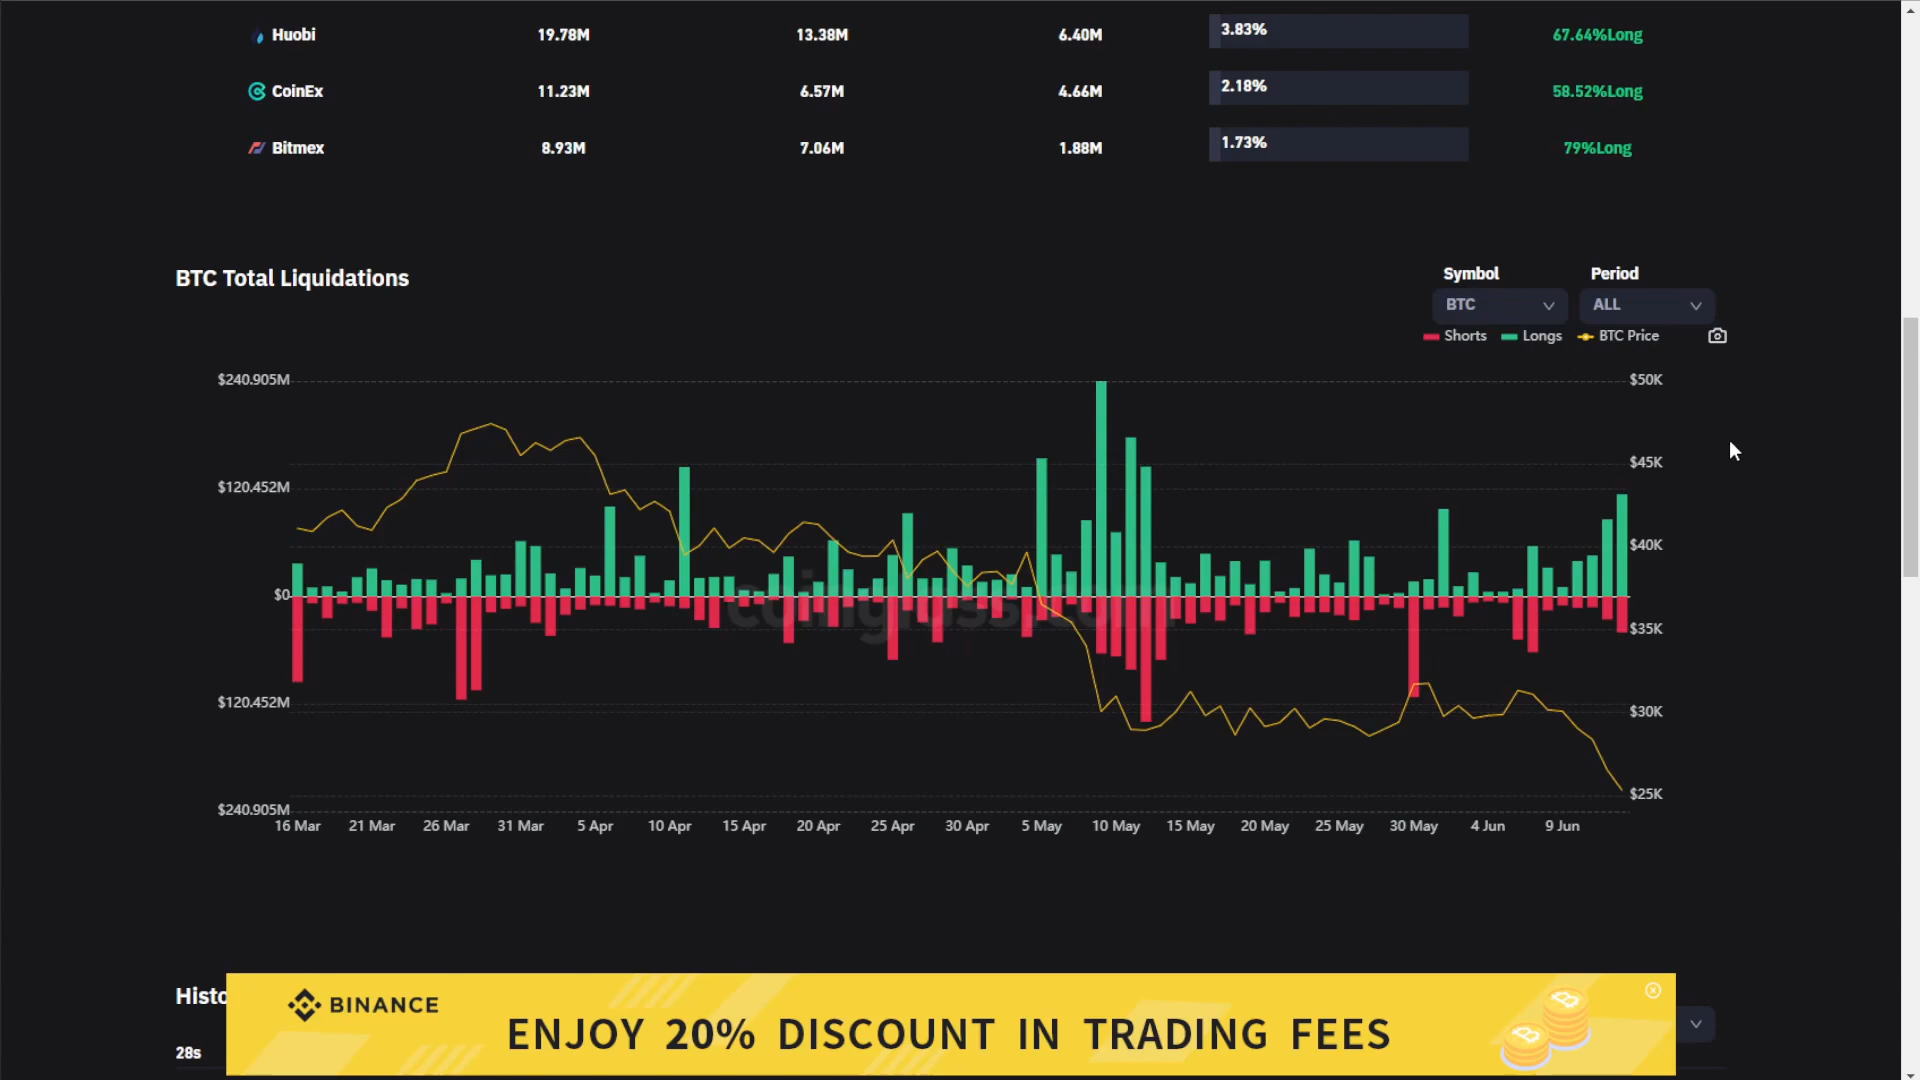 Huobi 19.78M 13.38M 6.40M 3.83% 67.64%Long
CoinEx 11.23M 6.57M 4.66M 2.18% 58.52%Long
Bitmex 8.93M 7.06M 1.88M 1.73% 79%Long
BTC Total Liquidations
Symbol Period
BTC ALL
Shorts Longs BTC Price
$240.905M $50K
$45K
$120.452M
$40K
$0
coinglass.com
$35K
$120.452M
$30K
$25K
$240.905M
16 Mar 21 Mar 26 Mar 31 Mar 5 Apr 10 Apr 15 Apr 20 Apr 25 Apr 30 Apr 5 May 10 May 15 May 20 May 25 May 30 May 4 Jun 9 Jun
Histo
BINANCE
ENJOY 20% DISCOUNT IN TRADING FEES
28s